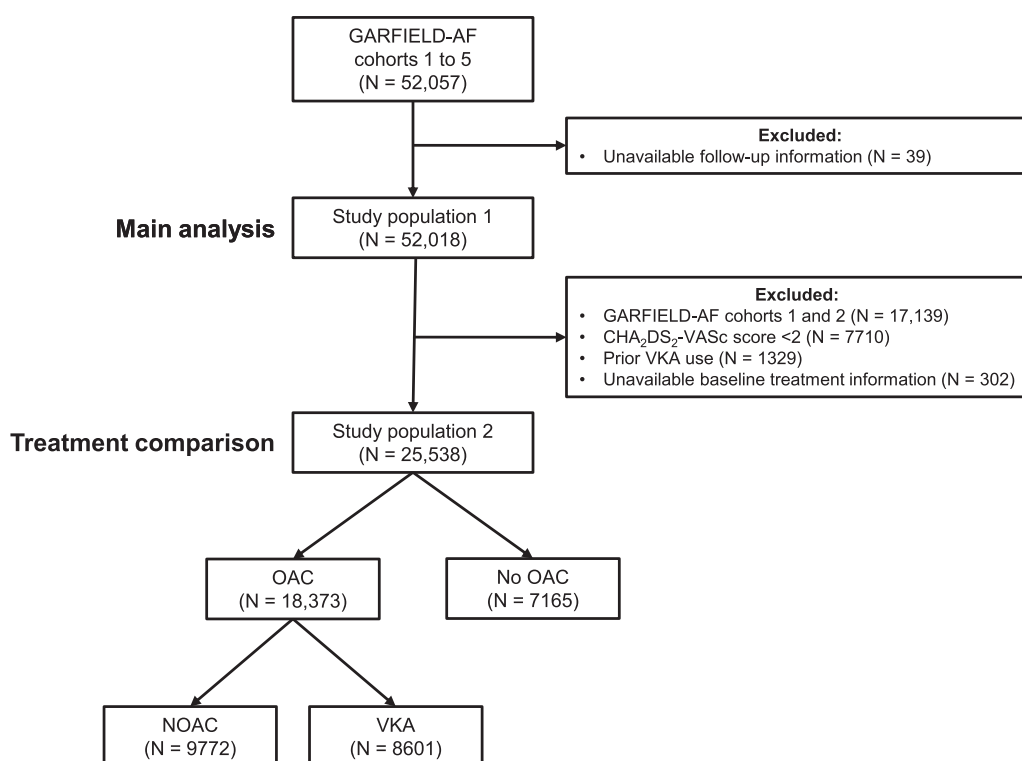 GARFIELD-AF
cohorts 1 to 5
(N = 52,057)
Excluded:
• Unavailable follow-up information (N = 39)
Main analysis
Study population 1
(N = 52,018)
Excluded:
• GARFIELD-AF cohorts 1 and 2 (N = 17,139)
• CHA₂DS₂-VASc score <2 (N = 7710)
• Prior VKA use (N = 1329)
• Unavailable baseline treatment information (N = 302)
Treatment comparison
Study population 2
(N = 25,538)
OAC
(N = 18,373)
No OAC
(N = 7165)
NOAC
(N = 9772)
VKA
(N = 8601)